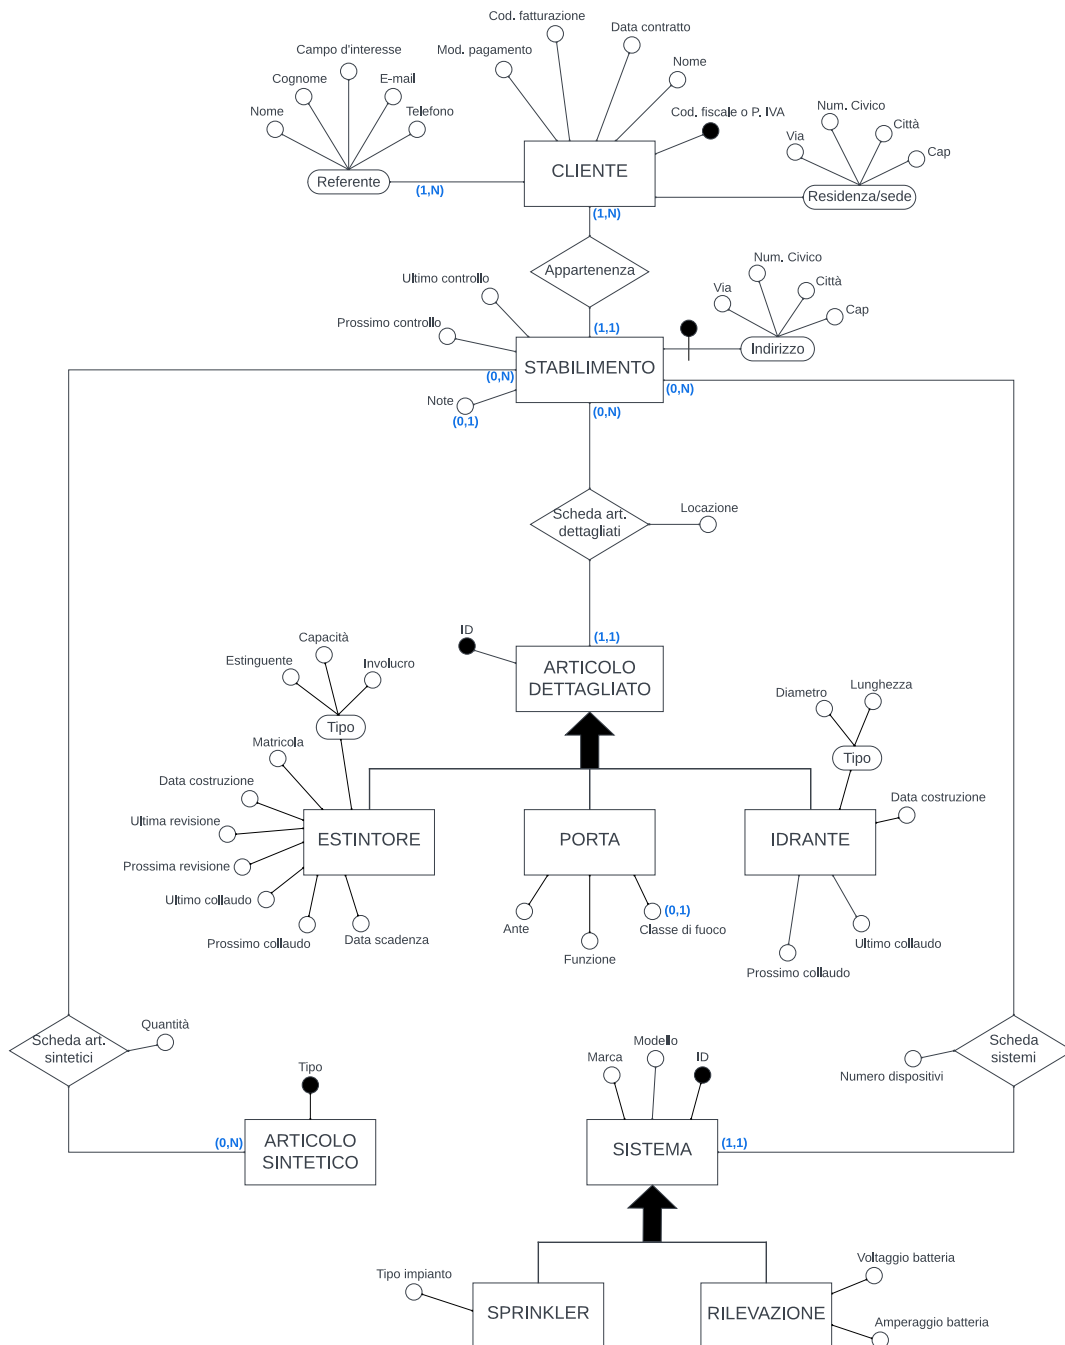 Cod. fatturazione
Data contratto
Campo d'interesse
Mod. pagamento
Nome
Cognome
E-mail
Nome
Telefono
Cod. fiscale o P. IVA
Num. Civico
Città
Via
Cap
CLIENTE
Referente
(1,N)
Residenza/sede
(1,N)
Appartenenza
Num. Civico
Ultimo controllo
Via
Città
Prossimo controllo
Cap
(1,1)
Indirizzo
STABILIMENTO
(0,N)
(0,N)
Note
(0,1)
(0,N)
Scheda art.
dettagliati
Locazione
ID
(1,1)
Capacità
Estinguente
Involucro
ARTICOLO
DETTAGLIATO
Diametro
Lunghezza
Tipo
Matricola
Tipo
Data costruzione
Data costruzione
Ultima revisione
ESTINTORE
PORTA
IDRANTE
Prossima revisione
Ultimo collaudo
(0,1)
Prossimo collaudo
Data scadenza
Ante
Classe di fuoco
Funzione
Ultimo collaudo
Prossimo collaudo
Quantità
Scheda art.
sintetici
Modello
Scheda
sistemi
Tipo
Marca
ID
Numero dispositivi
(0,N)
ARTICOLO
SINTETICO
SISTEMA
(1,1)
Voltaggio batteria
Tipo impianto
SPRINKLER
RILEVAZIONE
Amperaggio batteria